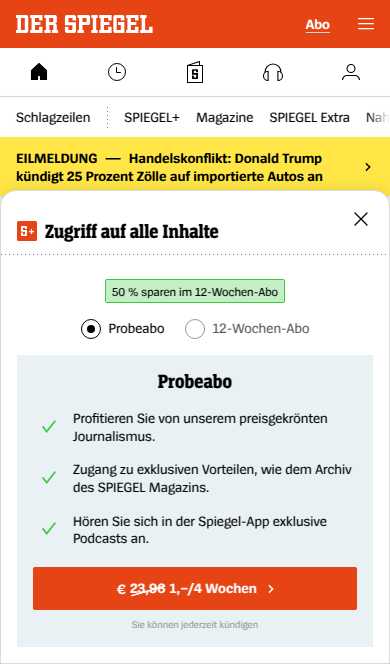 DER SPIEGEL
Abo
S
Schlagzeilen
SPIEGEL+
Magazine
SPIEGEL Extra
Nah
EILMELDUNG — Handelskonflikt: Donald Trump
kündigt 25 Prozent Zölle auf importierte Autos an
S+ Zugriff auf alle Inhalte
50 % sparen im 12-Wochen-Abo
Probeabo
12-Wochen-Abo
Probeabo
Profitieren Sie von unserem preisgekrönten
Journalismus.
Zugang zu exklusiven Vorteilen, wie dem Archiv
des SPIEGEL Magazins.
Hören Sie sich in der Spiegel-App exklusive
Podcasts an.
€ 23,96 1,–/4 Wochen
Sie können jederzeit kündigen